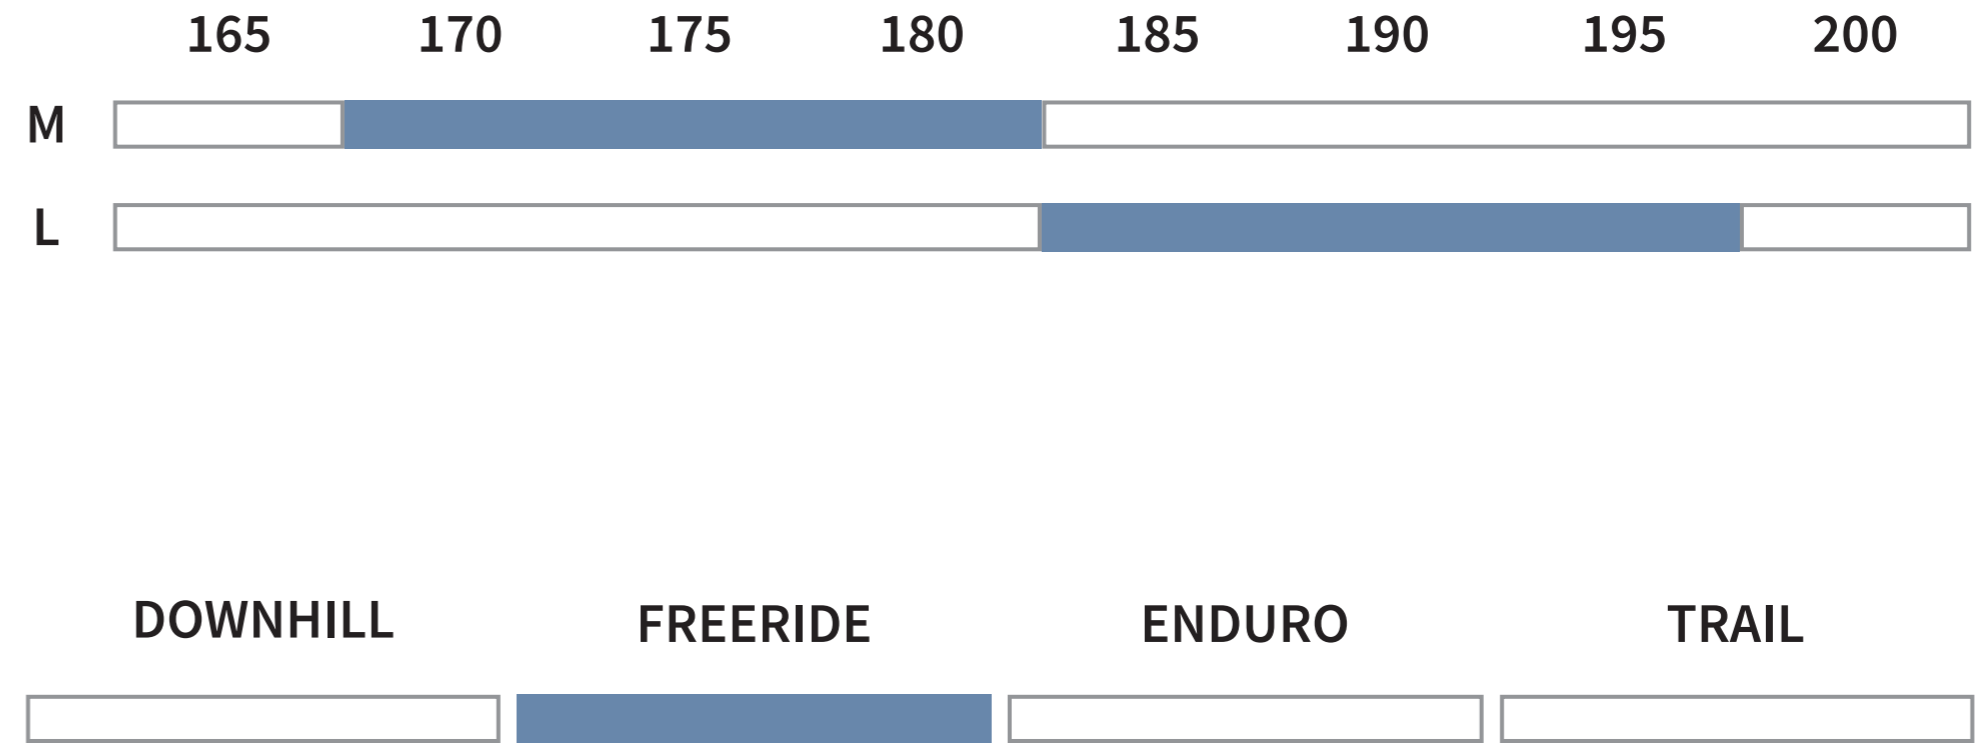 165 170 175 180 185 190 195 200
M
L
DOWNHILL FREERIDE ENDURO TRAIL